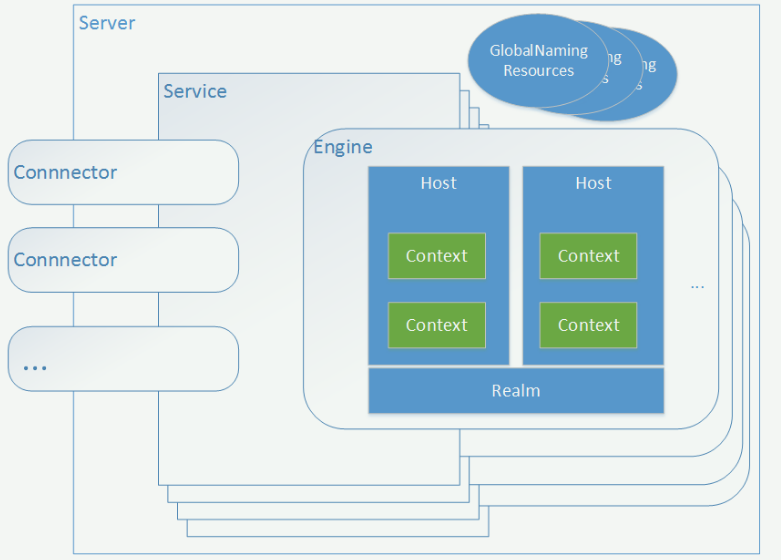 Server
GlobalNaming
Resources
ng
s
ng
s
Service
Engine
Connnector
Connnector
...
Host
Host
Context
Context
Context
Context
...
Realm